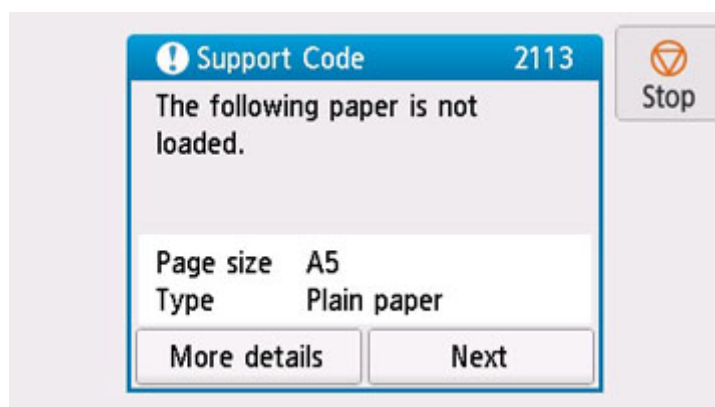 Support Code 2113
Stop
The following paper is not
loaded.
Page size A5
Type Plain paper
More details Next